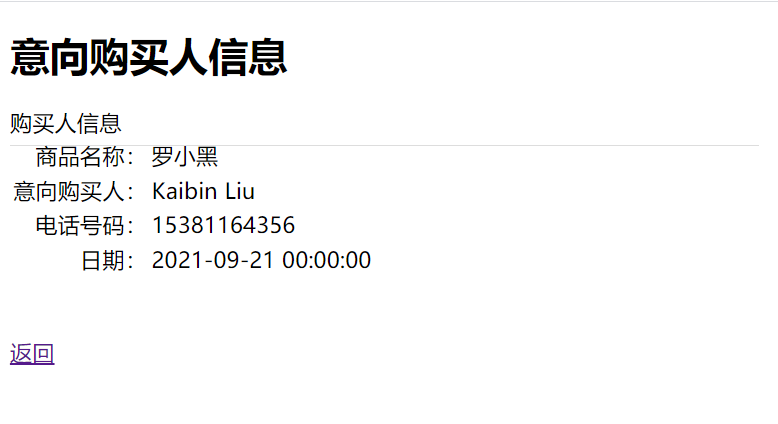 意向购买人信息
购买人信息
商品名称： 罗小黑
意向购买人： Kaibin Liu
电话号码： 15381164356
日期： 2021-09-21 00:00:00
返回